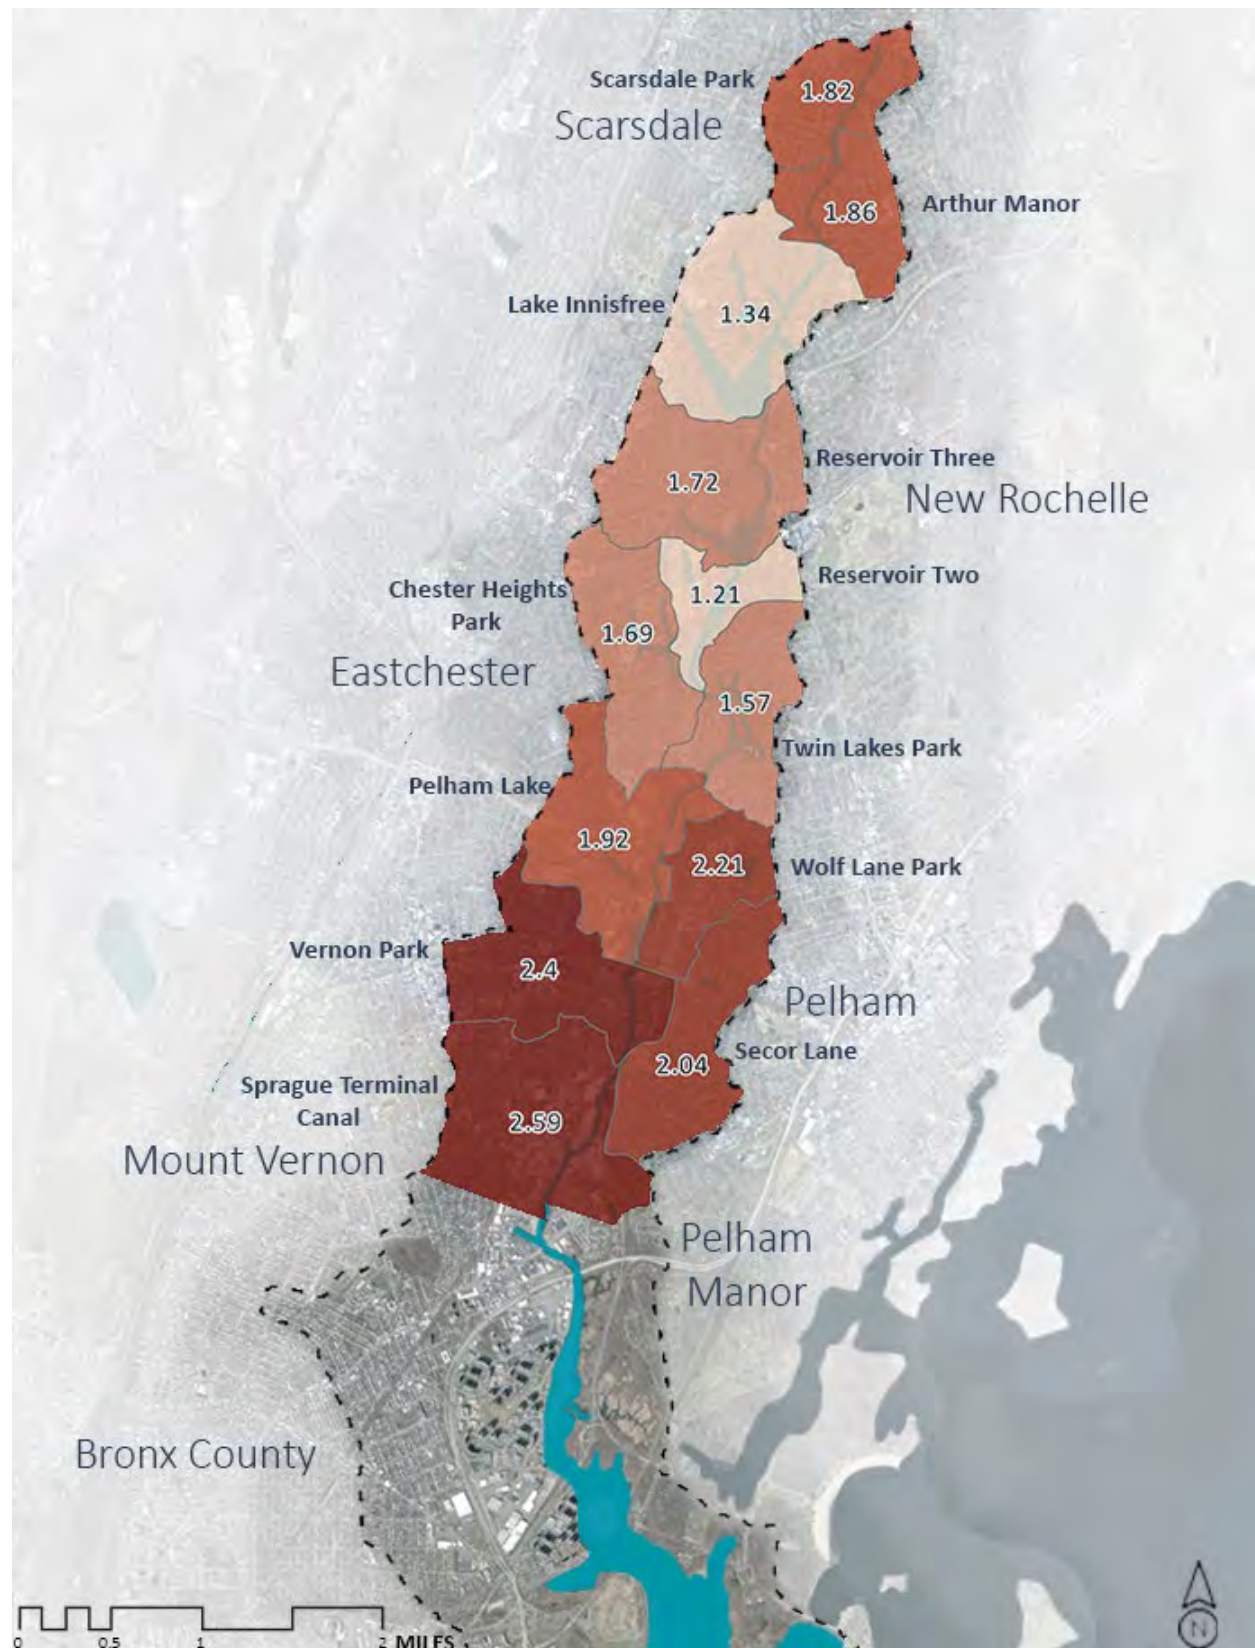 Scarsdale Park
1.82
Scarsdale
Arthur Manor
1.86
Lake Innisfree
1.34
Reservoir Three
1.72
New Rochelle
Reservoir Two
Chester Heights
Park
1.21
1.69
Eastchester
1.57
Twin Lakes Park
Pelham Lake
1.92
2.21
Wolf Lane Park
Vernon Park
2.4
Pelham
Secor Lane
2.04
Sprague Terminal
Canal
2.59
Mount Vernon
Pelham
Manor
Bronx County
N
0 0.5 1 2 MILES